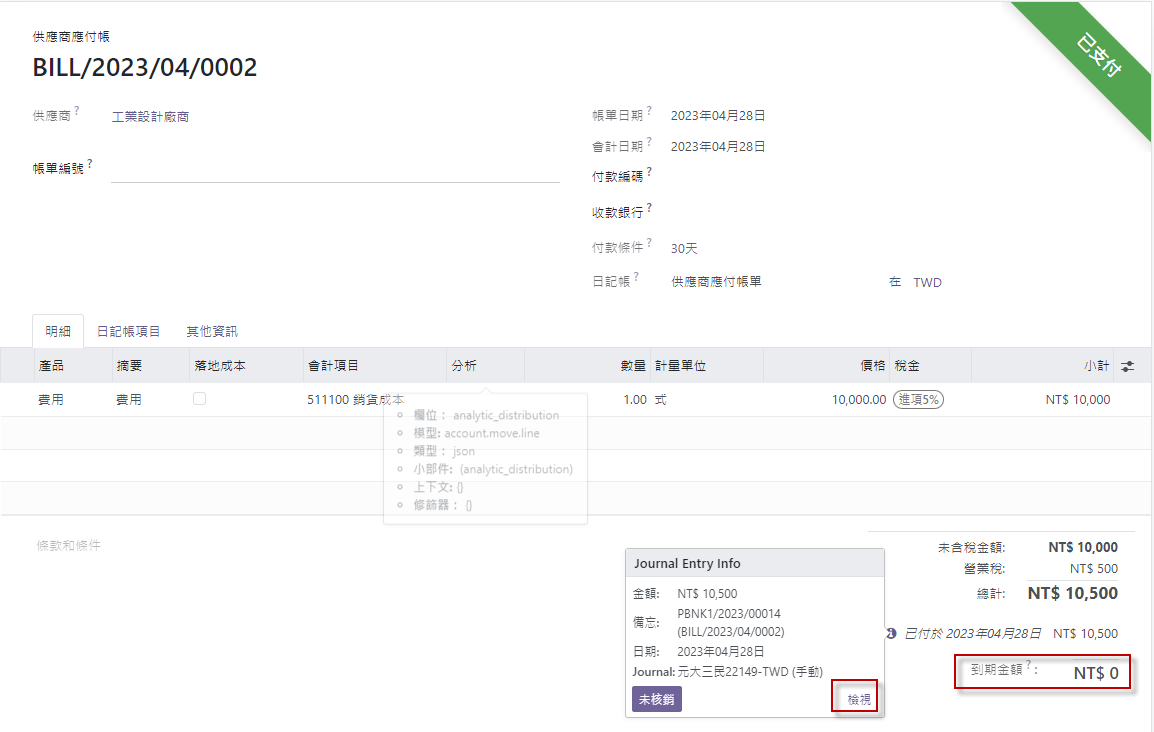 供應商應付帳
已支付
BILL/2023/04/0002
供應商? 工業設計廠商
帳單日期? 2023年04月28日
會計日期? 2023年04月28日
帳單編號?
付款編碼?
收款銀行?
付款條件? 30天
日記帳? 供應商應付帳單 在 TWD
明細 日記帳項目 其他資訊
產品 摘要 落地成本 會計項目 分析 數量 計量單位 價格 稅金 小計
費用 費用 511100 銷貨成本 1.00 式 10,000.00 進項5% NT$ 10,000
欄位： analytic_distribution
模型: account.move.line
類型： json
小部件: (analytic_distribution)
上下文: {}
修篩器： {}
條款和條件
未含稅金額: NT$ 10,000
營業稅: NT$ 500
總計: NT$ 10,500
已付於 2023年04月28日 NT$ 10,500
到期金額?: NT$ 0
Journal Entry Info
金額: NT$ 10,500
備忘: PBNK1/2023/00014
(BILL/2023/04/0002)
日期: 2023年04月28日
Journal: 元大三民22149-TWD (手動)
未核銷 檢視